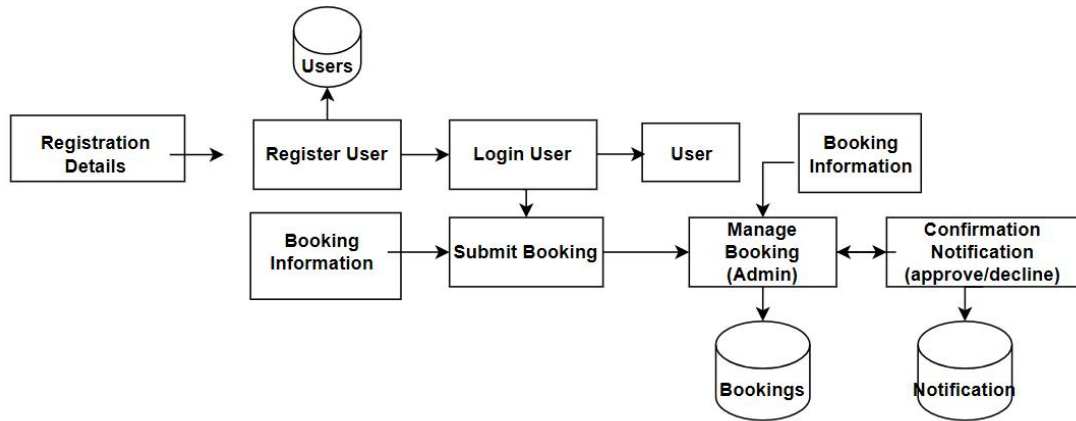 Users
Registration
Details
Register User
Login User
User
Booking
Information
Booking
Information
Submit Booking
Manage
Booking
(Admin)
Confirmation
Notification
(approve/decline)
Bookings
Notification